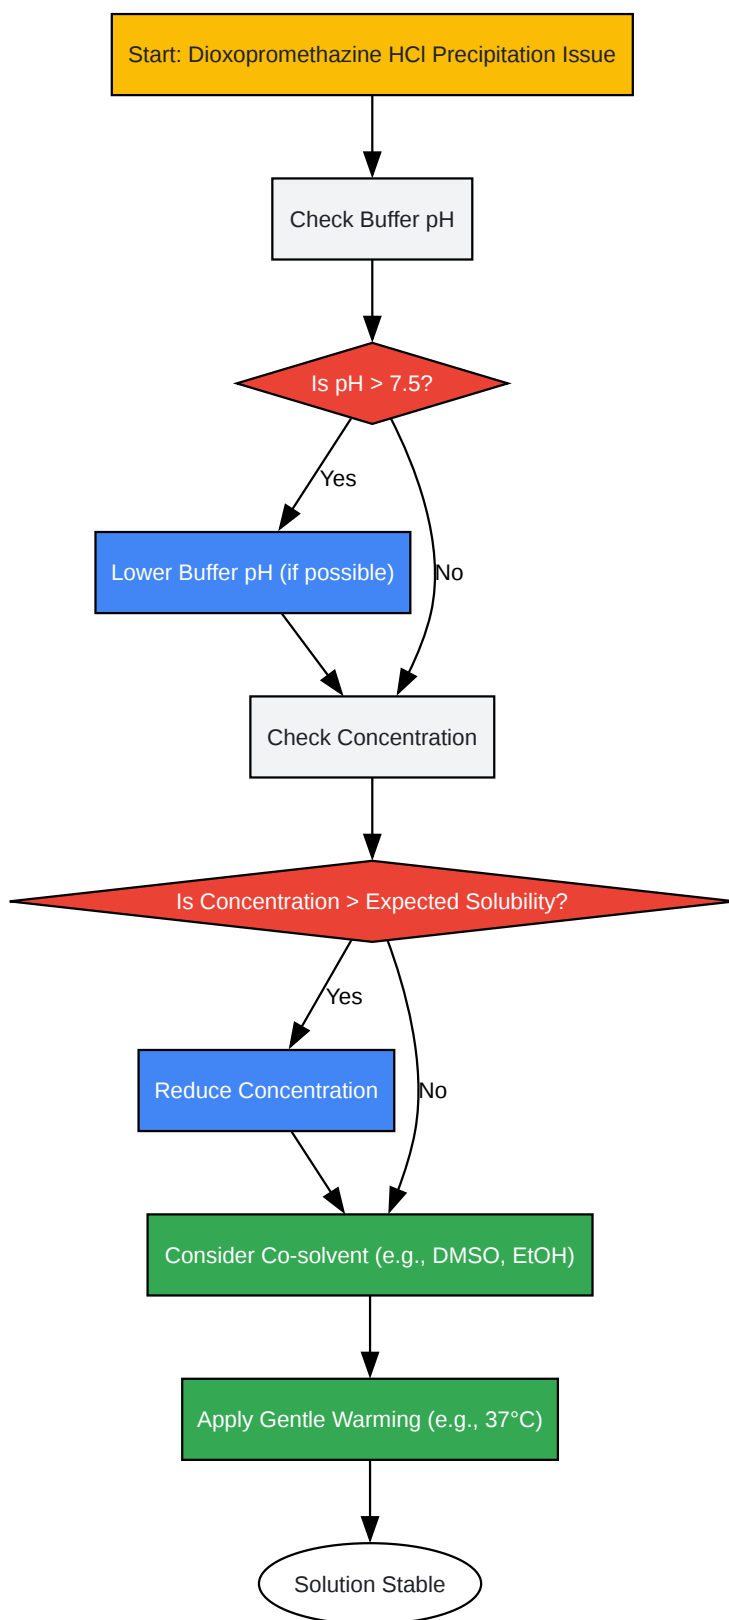 Start: Dioxopromethazine HCl Precipitation Issue
Check Buffer pH
Is pH > 7.5?
Yes
Lower Buffer pH (if possible)
No
Check Concentration
Is Concentration > Expected Solubility?
Yes
Reduce Concentration
No
Consider Co-solvent (e.g., DMSO, EtOH)
Apply Gentle Warming (e.g., 37°C)
Solution Stable